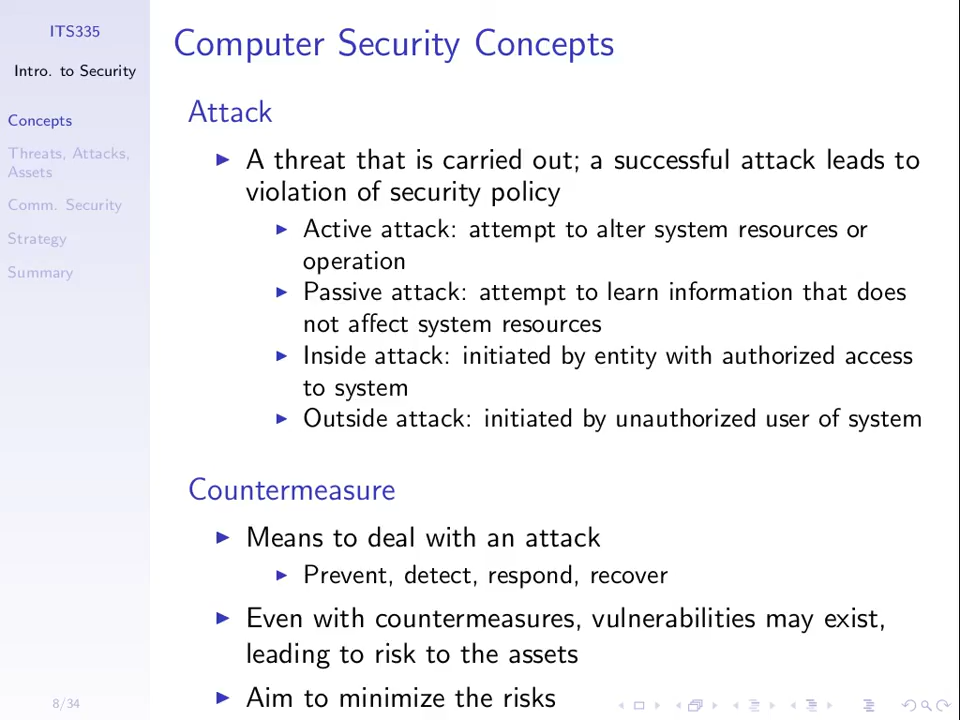 ITS335
Intro. to Security
Concepts
Threats, Attacks,
Assets
Comm. Security
Strategy
Summary
8/34
Computer Security Concepts
Attack
A threat that is carried out; a successful attack leads to
violation of security policy
Active attack: attempt to alter system resources or
operation
Passive attack: attempt to learn information that does
not affect system resources
Inside attack: initiated by entity with authorized access
to system
Outside attack: initiated by unauthorized user of system
Countermeasure
Means to deal with an attack
Prevent, detect, respond, recover
Even with countermeasures, vulnerabilities may exist,
leading to risk to the assets
Aim to minimize the risks